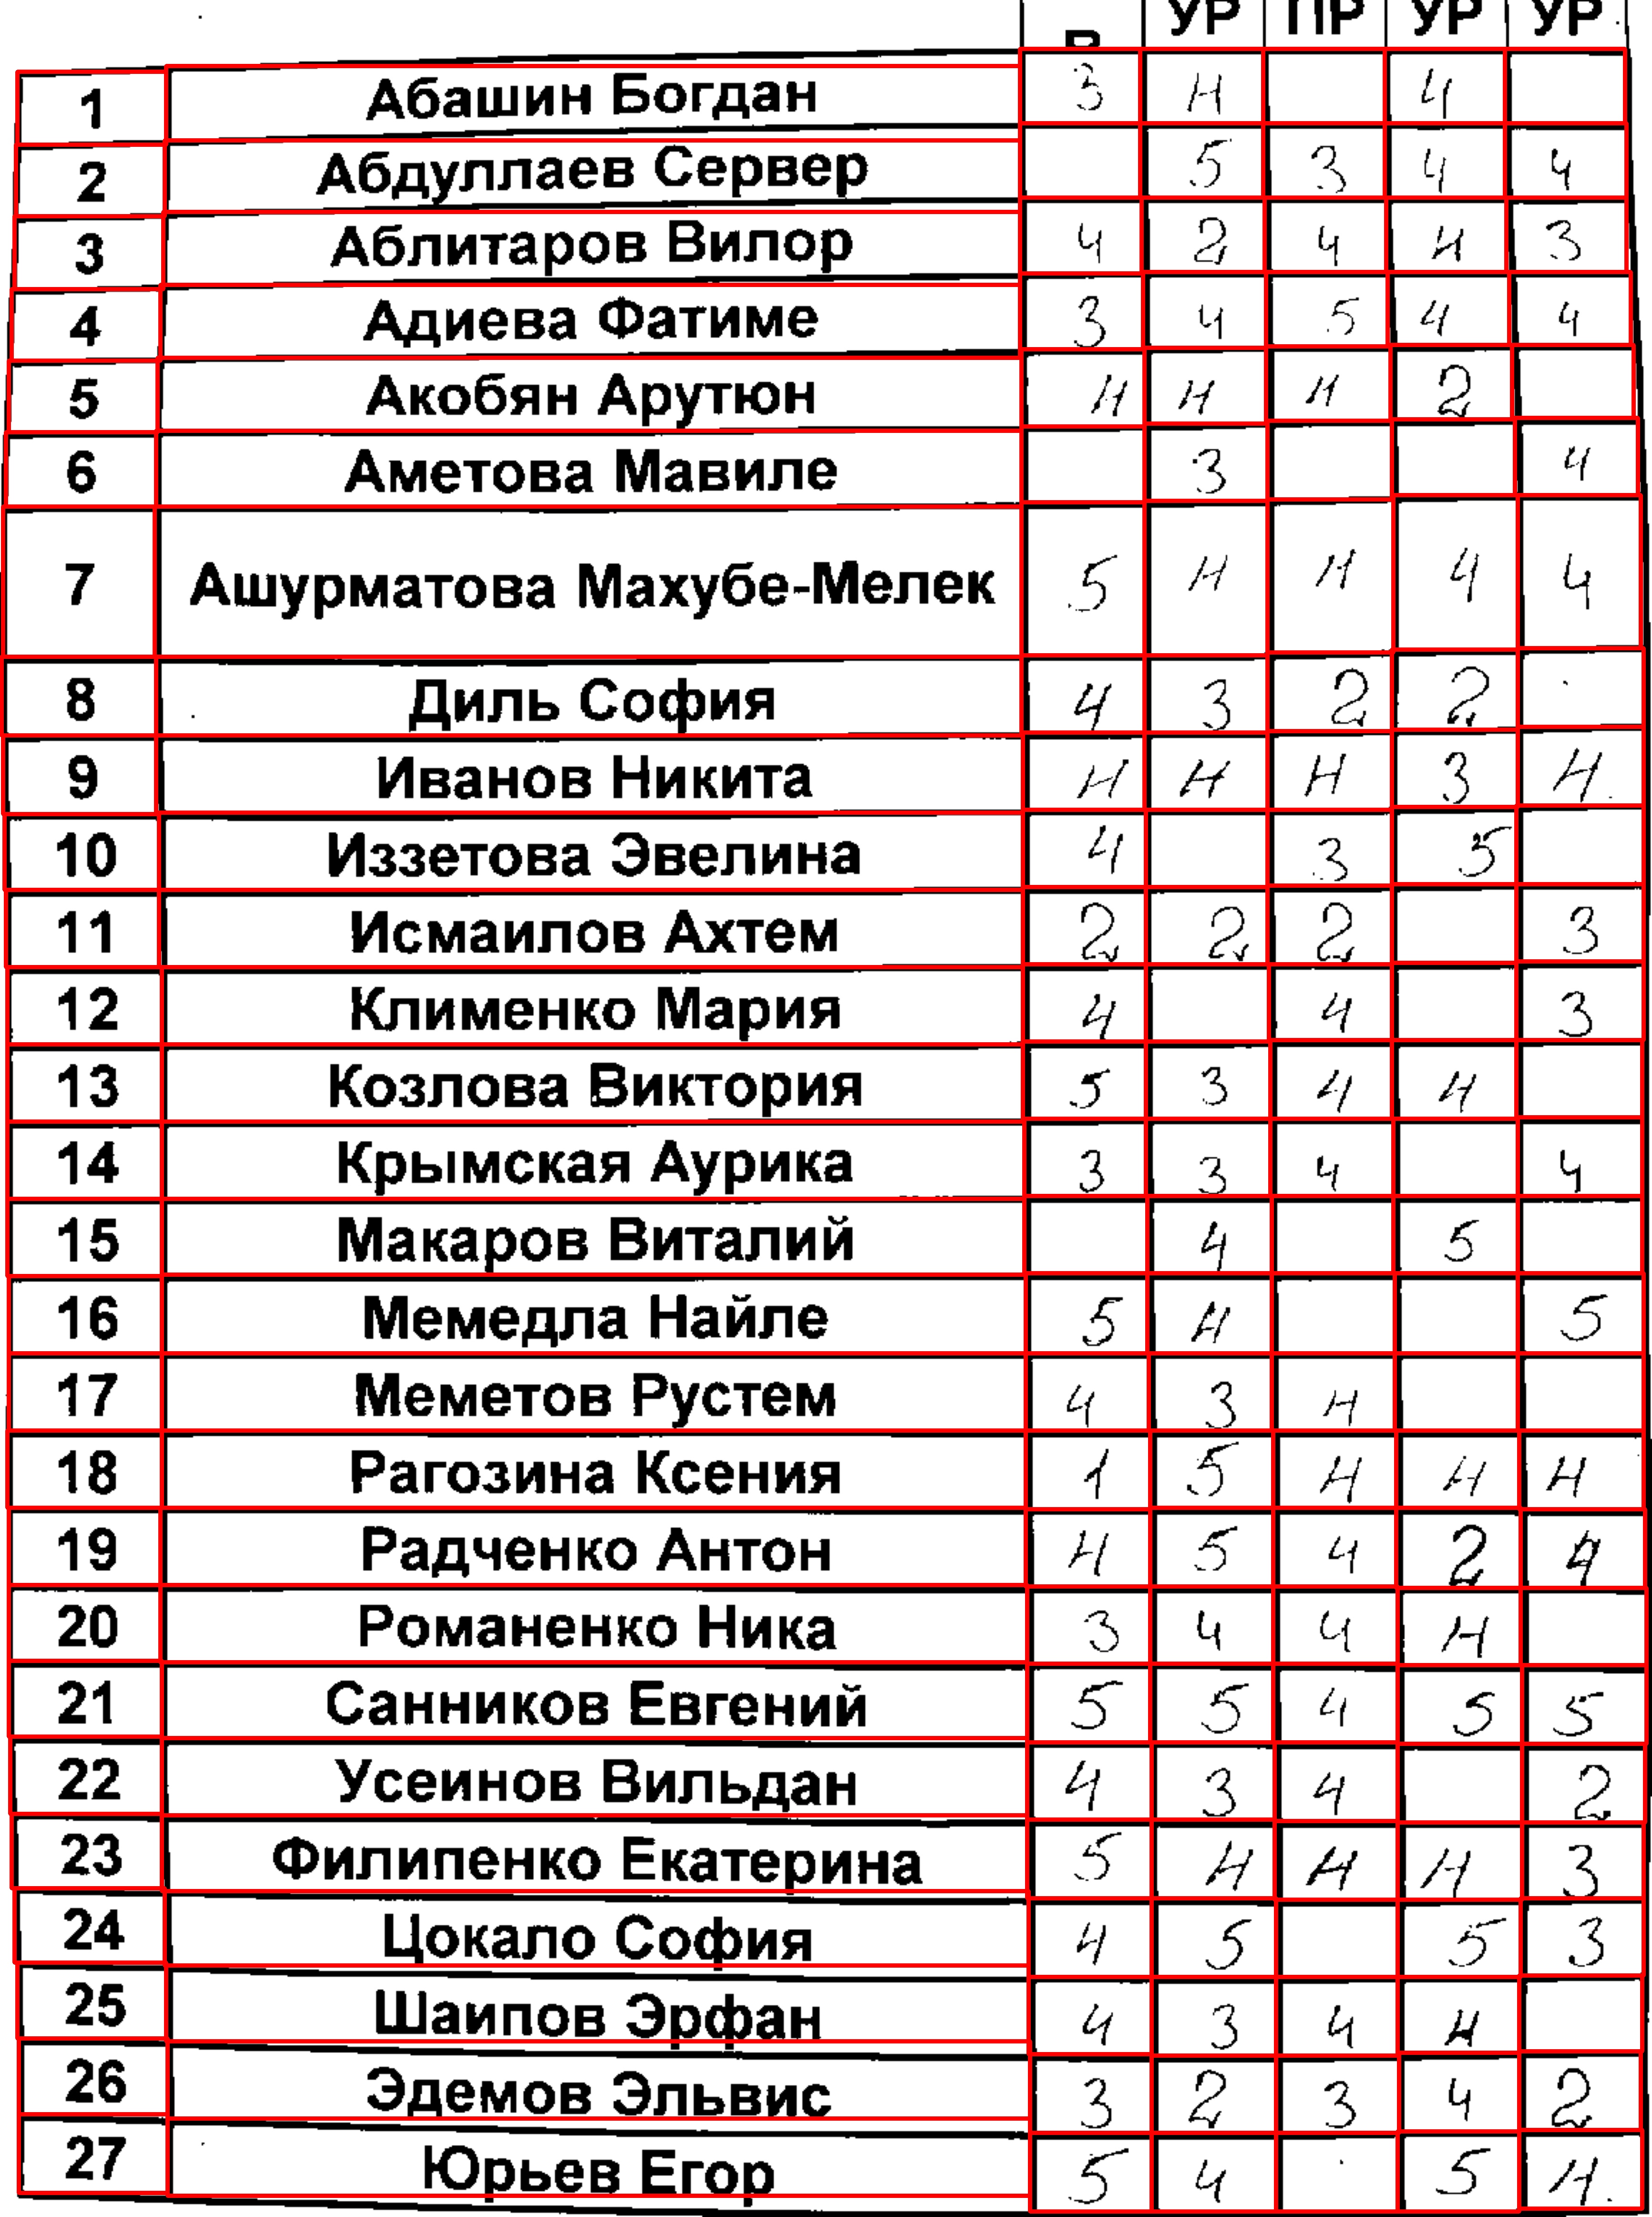 В УР ПР УР УР
1 Абашин Богдан 3 н 4
2 Абдуллаев Сервер 5 3 4 4
3 Аблитаров Вилор 4 2 4 н 3
4 Адиева Фатиме 3 4 5 4 4
5 Акобян Арутюн н н н 2
6 Аметова Мавиле 3 4
7 Ашурматова Махубе-Мелек 5 н н 4 4
8 Диль София 4 3 2 2
9 Иванов Никита н н н 3 н
10 Иззетова Эвелина 4 3 5
11 Исмаилов Ахтем 2 2 2 3
12 Клименко Мария 4 4 3
13 Козлова Виктория 5 3 4 н
14 Крымская Аурика 3 3 4 4
15 Макаров Виталий 4 5
16 Мемедла Найле 5 н 5
17 Меметов Рустем 4 3 н
18 Рагозина Ксения 1 5 н н н
19 Радченко Антон н 5 4 2 4
20 Романенко Ника 3 4 4 н
21 Санников Евгений 5 5 4 5 5
22 Усеинов Вильдан 4 3 4 2
23 Филипенко Екатерина 5 н н н 3
24 Цокало София 4 5 5 3
25 Шаипов Эрфан 4 3 4 н
26 Эдемов Эльвис 3 2 3 4 2
27 Юрьев Егор 5 4 5 н